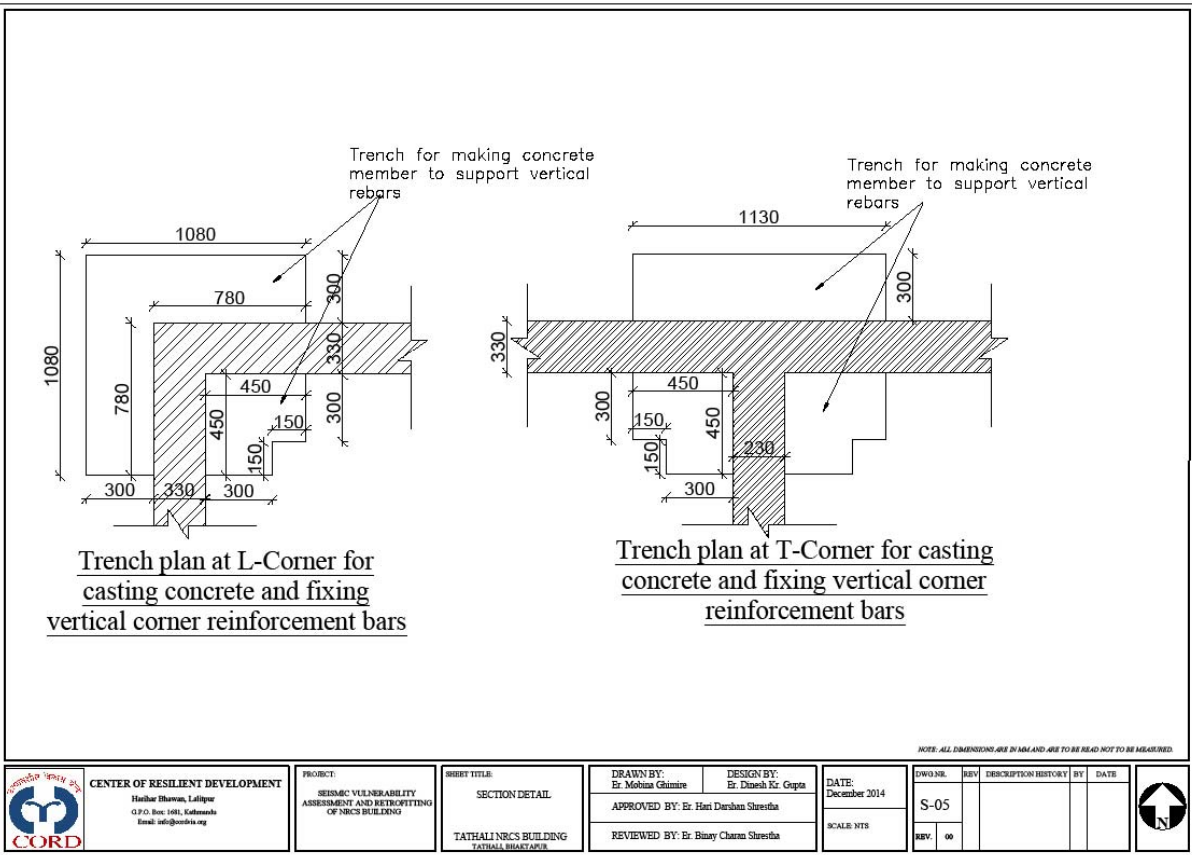 Trench for making concrete
member to support vertical
rebars
1080
780
300
330
300
1080
780
450
450
150
150
300
330
300
Trench plan at L-Corner for
casting concrete and fixing
vertical corner reinforcement bars
Trench for making concrete
member to support vertical
rebars
1130
300
330
450
300
150
450
150
230
300
Trench plan at T-Corner for casting
concrete and fixing vertical corner
reinforcement bars
NOTE: ALL DIMENSIONS ARE IN MM AND ARE TO BE READ NOT TO BE MEASURED.
CORD
CENTER OF RESILIENT DEVELOPMENT
Harihar Bhawan, Lalitpur
G.P.O. Box: 1681, Kathmandu
Email: info@cordvia.org
PROJECT:
SEISMIC VULNERABILITY
ASSESSMENT AND RETROFITTING
OF NRCS BUILDING
SHEET TITLE:
SECTION DETAIL
TATHALI NRCS BUILDING
TATHALI, BHAKTAPUR
DRAWN BY:
Er. Mobina Ghimire
DESIGN BY:
Er. Dinesh Kr. Gupta
APPROVED BY: Er. Hari Darshan Shrestha
REVIEWED BY: Er. Binay Charan Shrestha
DATE:
December 2014
SCALE: NTS
DWG.NR.
S-05
REV. 00
REV DESCRIPTION HISTORY BY DATE
N